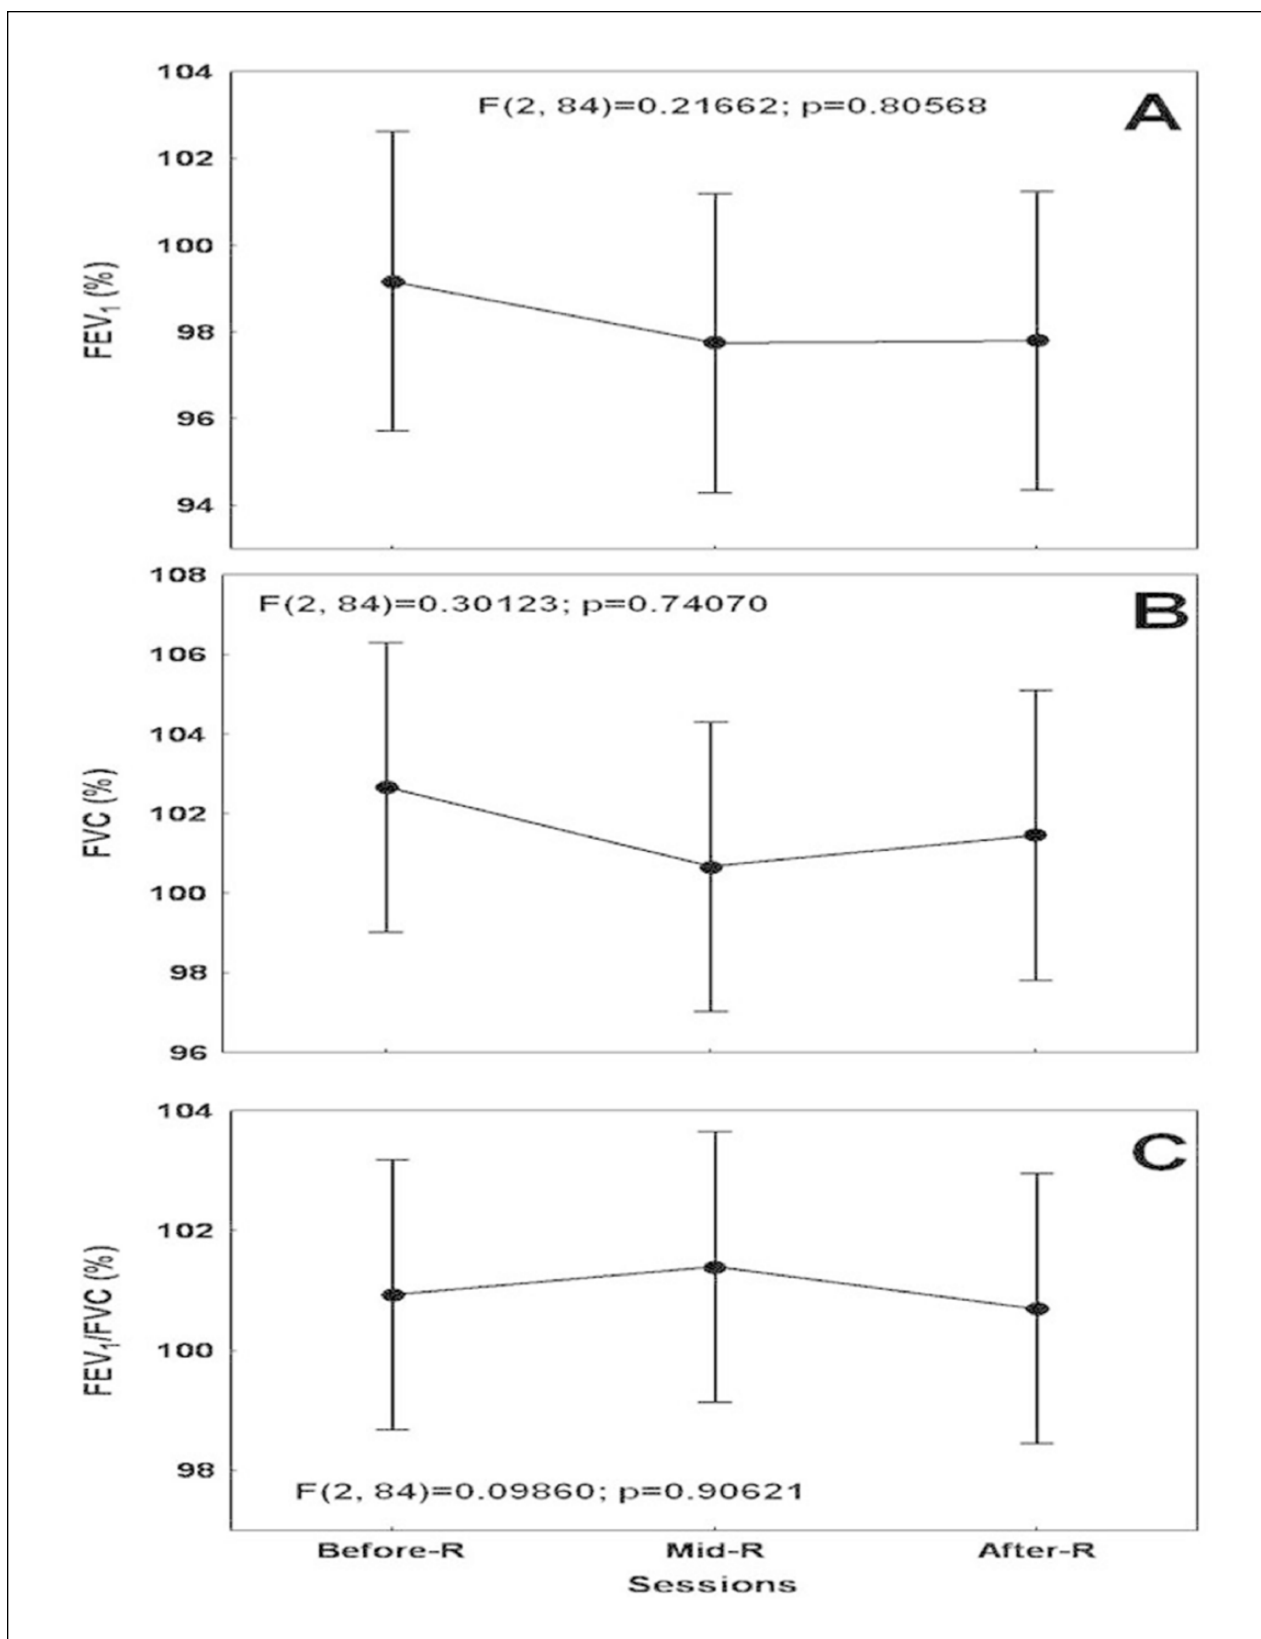 104
F(2, 84)=0.21662; p=0.80568
A
102
100
FEV1 (%)
98
96
94
108
F(2, 84)=0.30123; p=0.74070
B
106
104
FVC (%)
102
100
98
96
104
C
102
FEV1/FVC (%)
100
98
F(2, 84)=0.09860; p=0.90621
Before-R Mid-R After-R
Sessions